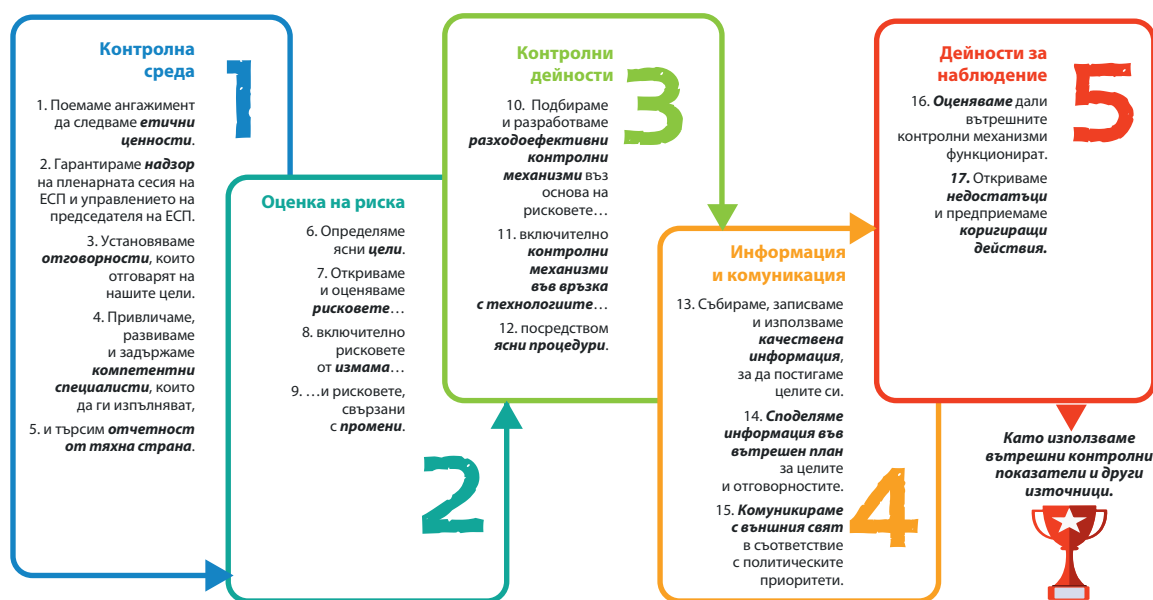 Контролна
среда
1
1. Поемаме ангажимент
да следваме етични
ценности.
2. Гарантираме надзор
на пленарната сесия на
ЕСП и управлението на
председателя на ЕСП.
3. Установяваме
отговорности, които
отговарят на
нашите цели.
4. Привличаме,
развиваме
и задържаме
компетентни
специалисти, които
да ги изпълняват,
5. и търсим отчетност
от тяхна страна.
Оценка на риска
6. Определяме
ясни цели.
7. Откриваме
и оценяваме
рисковете…
8. включително
рисковете
от измама…
9. …и рисковете,
свързани
с промени.
2
Контролни
дейности
3
10. Подбираме
и разработваме
разходоефективни
контролни
механизми въз
основа на
рисковете…
11. включително
контролни
механизми
във връзка
с технологиите…
12. посредством
ясни процедури.
Информация
и комуникация
13. Събираме, записваме
и използваме
качествена
информация,
за да постигаме
целите си.
14. Споделяме
информация във
вътрешен план
за целите
и отговорностите.
15. Комуникираме
с външния свят
в съответствие
с политическите
приоритети.
4
Дейности за
наблюдение
5
16. Оценяваме дали
вътрешните
контролни механизми
функционират.
17. Откриваме
недостатъци
и предприемаме
коригиращи
действия.
Като използваме
вътрешни контролни
показатели и други
източници.